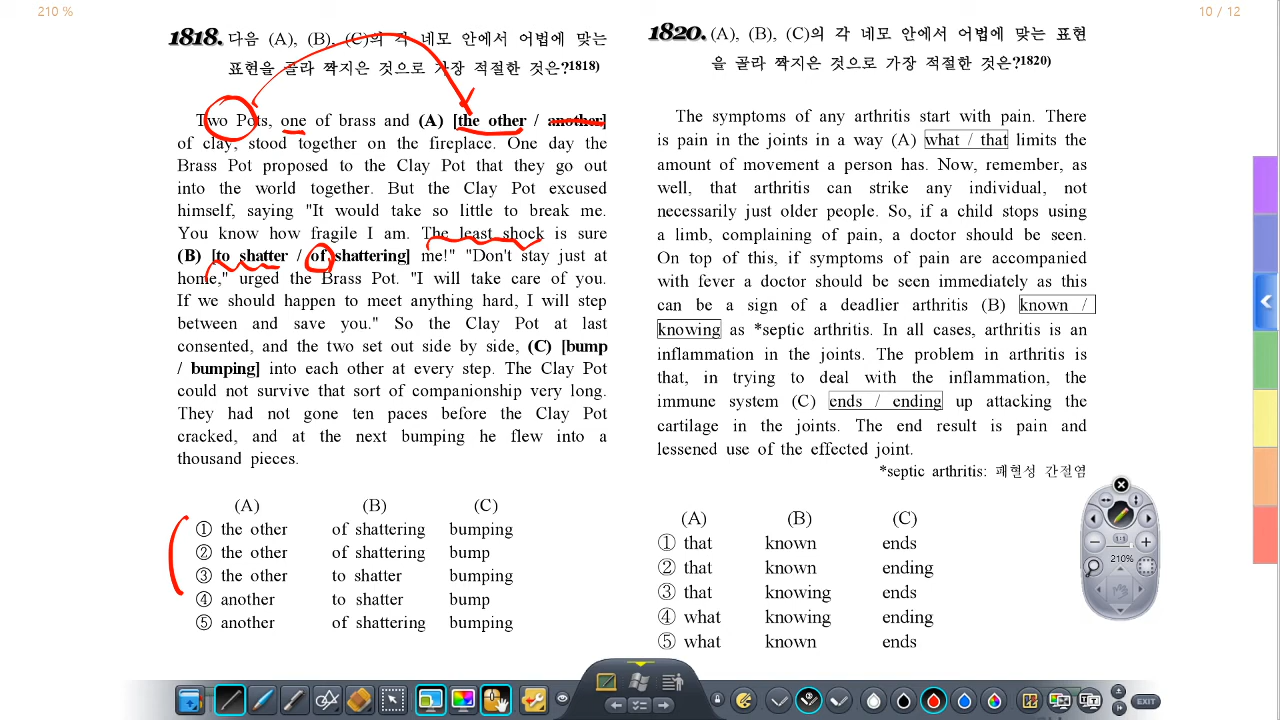 210 %
10 / 12
1818. 다음 (A), (B), (C)의 각 네모 안에서 어법에 맞는
표현을 골라 짝지은 것으로 가장 적절한 것은?1818)
Two Pots, one of brass and (A) [the other / another]
of clay, stood together on the fireplace. One day the
Brass Pot proposed to the Clay Pot that they go out
into the world together. But the Clay Pot excused
himself, saying "It would take so little to break me.
You know how fragile I am. The least shock is sure
(B) [to shatter / of shattering] me!" "Don't stay just at
home," urged the Brass Pot. "I will take care of you.
If we should happen to meet anything hard, I will step
between and save you." So the Clay Pot at last
consented, and the two set out side by side, (C) [bump
/ bumping] into each other at every step. The Clay Pot
could not survive that sort of companionship very long.
They had not gone ten paces before the Clay Pot
cracked, and at the next bumping he flew into a
thousand pieces.
(A) (B) (C)
① the other of shattering bumping
② the other of shattering bump
③ the other to shatter bumping
④ another to shatter bump
⑤ another of shattering bumping
1820. (A), (B), (C)의 각 네모 안에서 어법에 맞는 표현
을 골라 짝지은 것으로 가장 적절한 것은?1820)
The symptoms of any arthritis start with pain. There
is pain in the joints in a way (A) what / that limits the
amount of movement a person has. Now, remember, as
well, that arthritis can strike any individual, not
necessarily just older people. So, if a child stops using
a limb, complaining of pain, a doctor should be seen.
On top of this, if symptoms of pain are accompanied
with fever a doctor should be seen immediately as this
can be a sign of a deadlier arthritis (B) known /
knowing as *septic arthritis. In all cases, arthritis is an
inflammation in the joints. The problem in arthritis is
that, in trying to deal with the inflammation, the
immune system (C) ends / ending up attacking the
cartilage in the joints. The end result is pain and
lessened use of the effected joint.
*septic arthritis: 패혈성 간절염
(A) (B) (C)
① that known ends
② that known ending
③ that knowing ends
④ what knowing ending
⑤ what known ends
1:1
210%
EXIT